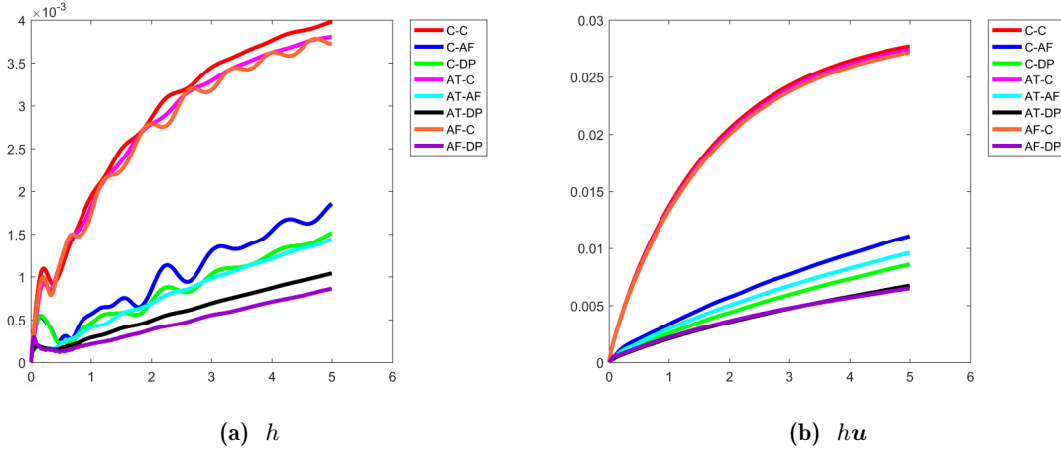 ×10⁻³
4
3.5
3
2.5
2
1.5
1
0.5
0
0 1 2 3 4 5 6
C-C
C-AF
C-DP
AT-C
AT-AF
AT-DP
AF-C
AF-DP
(a) h
0.03
0.025
0.02
0.015
0.01
0.005
0
0 1 2 3 4 5 6
C-C
C-AF
C-DP
AT-C
AT-AF
AT-DP
AF-C
AF-DP
(b) hu